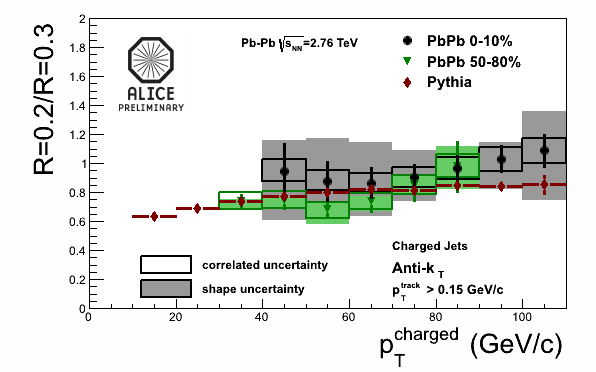 R=0.2/R=0.3
2
1.8
1.6
1.4
1.2
1
0.8
0.6
0.4
0.2
0
ALICE
PRELIMINARY
Pb-Pb √sNN=2.76 TeV
PbPb 0-10%
PbPb 50-80%
Pythia
correlated uncertainty
shape uncertainty
Charged Jets
Anti-kT
pTtrack > 0.15 GeV/c
0 20 40 60 80 100
pTcharged (GeV/c)